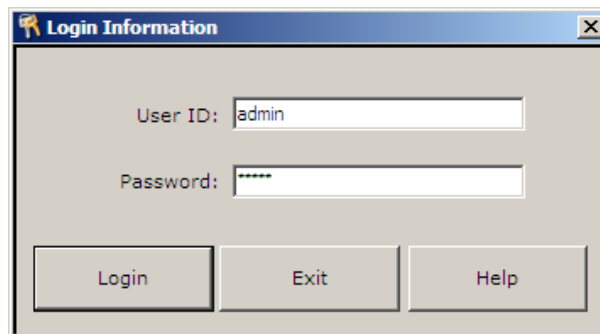 Login Information
User ID: admin
Password: *****
Login Exit Help